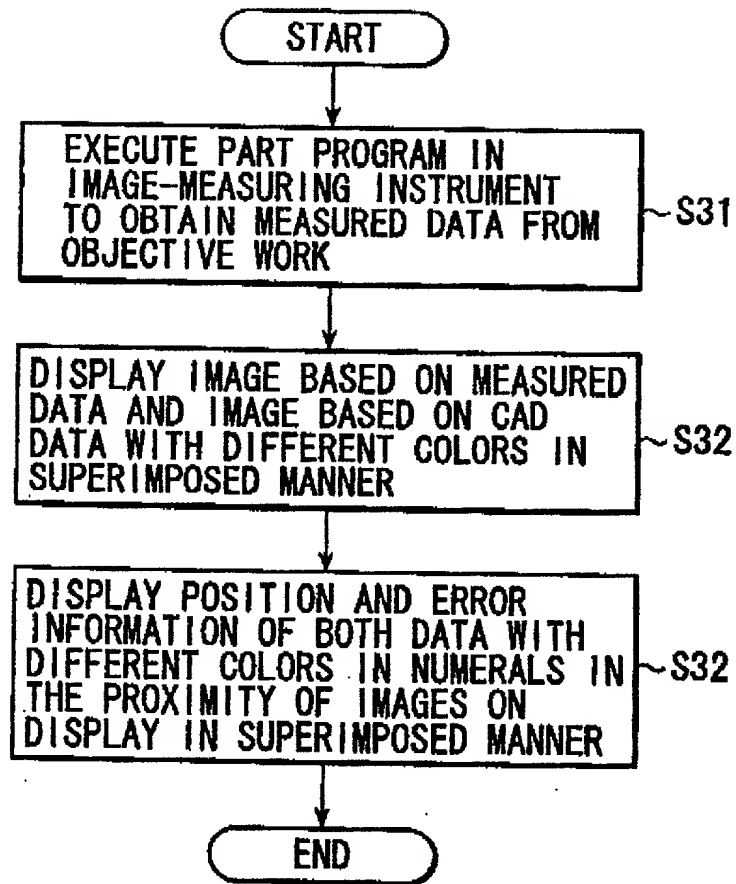 START
EXECUTE PART PROGRAM IN
IMAGE-MEASURING INSTRUMENT
TO OBTAIN MEASURED DATA FROM
OBJECTIVE WORK
S31
DISPLAY IMAGE BASED ON MEASURED
DATA AND IMAGE BASED ON CAD
DATA WITH DIFFERENT COLORS IN
SUPERIMPOSED MANNER
S32
DISPLAY POSITION AND ERROR
INFORMATION OF BOTH DATA WITH
DIFFERENT COLORS IN NUMERALS IN
THE PROXIMITY OF IMAGES ON
DISPLAY IN SUPERIMPOSED MANNER
S32
END